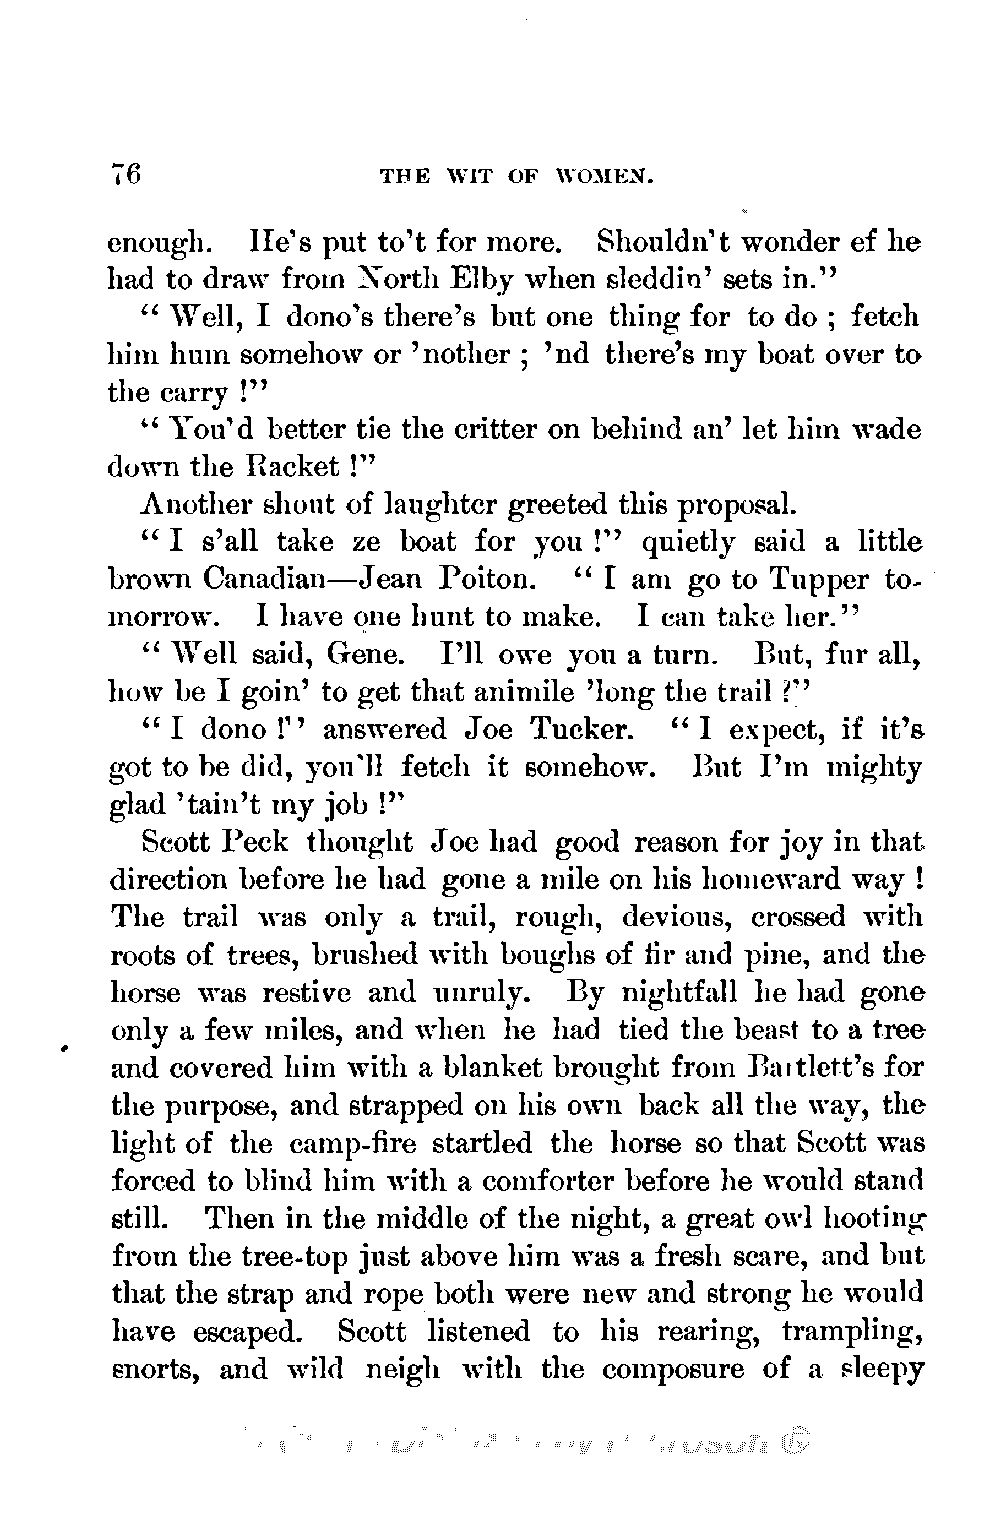 76 THE WIT OF WOMEN.
enough. He's put to't for more. Shouldn't wonder ef he
had to draw from North Elby when sleddin' sets in."
" Well, I dono's there's but one thing for to do ; fetch
him hum somehow or 'nother ; 'nd there's my boat over to
the carry !"
" You'd better tie the critter on behind an' let him wade
down the Racket !"
Another shout of laughter greeted this proposal.
" I s'all take ze boat for you !" quietly said a little
brown Canadian—Jean Poiton. " I am go to Tupper to-
morrow. I have one hunt to make. I can take her."
" Well said, Gene. I'll owe you a turn. But, fur all,
how be I goin' to get that animile 'long the trail ?"
" I dono !" answered Joe Tucker. " I expect, if it's
got to be did, you'll fetch it somehow. But I'm mighty
glad 'tain't my job !"
Scott Peck thought Joe had good reason for joy in that
direction before he had gone a mile on his homeward way !
The trail was only a trail, rough, devious, crossed with
roots of trees, brushed with boughs of fir and pine, and the
horse was restive and unruly. By nightfall he had gone
only a few miles, and when he had tied the beast to a tree
and covered him with a blanket brought from Bartlett's for
the purpose, and strapped on his own back all the way, the
light of the camp-fire startled the horse so that Scott was
forced to blind him with a comforter before he would stand
still. Then in the middle of the night, a great owl hooting
from the tree-top just above him was a fresh scare, and but
that the strap and rope both were new and strong he would
have escaped. Scott listened to his rearing, trampling,
snorts, and wild neigh with the composure of a sleepy